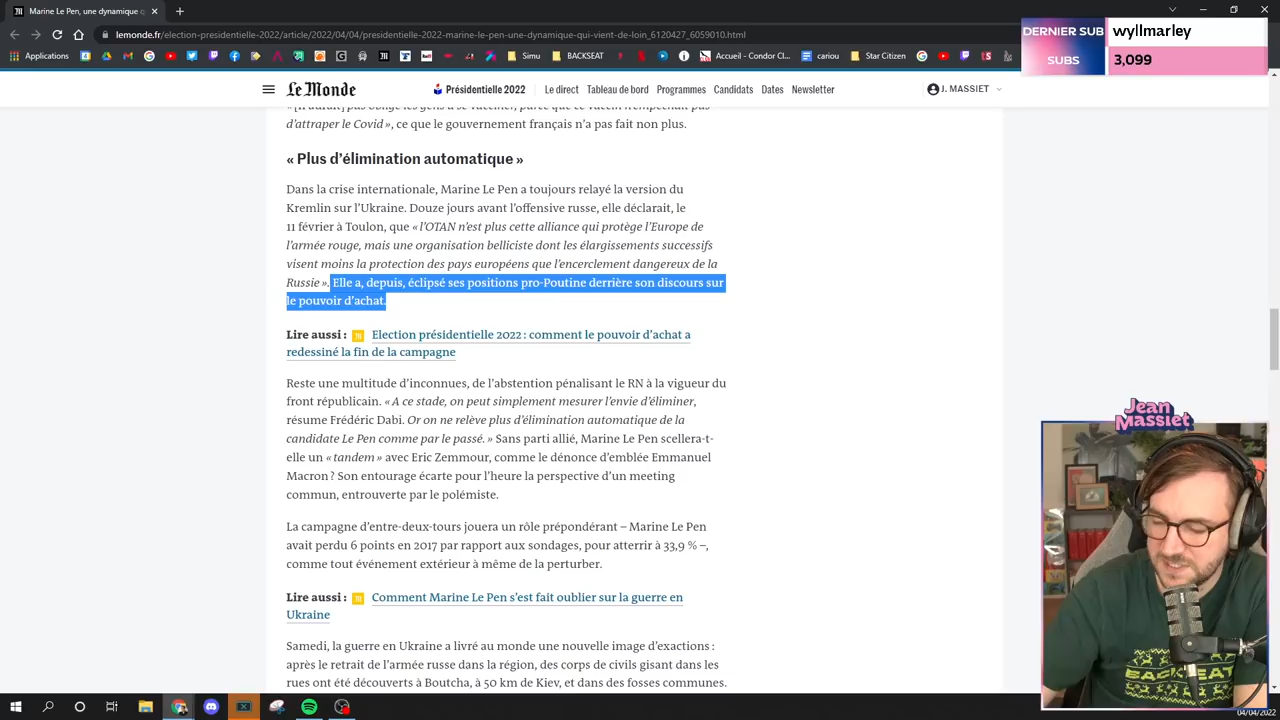 Marine Le Pen, une dynamique q
lemonde.fr/election-presidentielle-2022/article/2022/04/04/presidentielle-2022-marine-le-pen-une-dynamique-qui-vient-de-loin_6120427_6059010.html
Applications
Simu
BACKSEAT
Accueil - Condor Cl...
cariou
Star Citizen
DERNIER SUB
wyllmarley
SUBS
3,099
Le Monde
Présidentielle 2022
Le direct
Tableau de bord
Programmes
Candidats
Dates
Newsletter
J. MASSIET
d’attraper le Covid », ce que le gouvernement français n’a pas fait non plus.
« Plus d’élimination automatique »
Dans la crise internationale, Marine Le Pen a toujours relayé la version du
Kremlin sur l’Ukraine. Douze jours avant l’offensive russe, elle déclarait, le
11 février à Toulon, que « l’OTAN n’est plus cette alliance qui protège l’Europe de
l’armée rouge, mais une organisation belliciste dont les élargissements successifs
visent moins la protection des pays européens que l’encerclement dangereux de la
Russie ». Elle a, depuis, éclipsé ses positions pro-Poutine derrière son discours sur
le pouvoir d’achat.
Lire aussi : Election présidentielle 2022 : comment le pouvoir d’achat a
redessiné la fin de la campagne
Reste une multitude d’inconnues, de l’abstention pénalisant le RN à la vigueur du
front républicain. « A ce stade, on peut simplement mesurer l’envie d’éliminer,
résume Frédéric Dabi. Or on ne relève plus d’élimination automatique de la
candidate Le Pen comme par le passé. » Sans parti allié, Marine Le Pen scellera-t-
elle un « tandem » avec Eric Zemmour, comme le dénonce d’emblée Emmanuel
Macron ? Son entourage écarte pour l’heure la perspective d’un meeting
commun, entrouverte par le polémiste.
La campagne d’entre-deux-tours jouera un rôle prépondérant – Marine Le Pen
avait perdu 6 points en 2017 par rapport aux sondages, pour atterrir à 33,9 % –,
comme tout événement extérieur à même de la perturber.
Lire aussi : Comment Marine Le Pen s’est fait oublier sur la guerre en
Ukraine
Samedi, la guerre en Ukraine a livré au monde une nouvelle image d’exactions :
après le retrait de l’armée russe dans la région, des corps de civils gisant dans les
rues ont été découverts à Boutcha, à 50 km de Kiev, et dans des fosses communes.
Jean
Massiet
BACKSEAT
04/04/2022